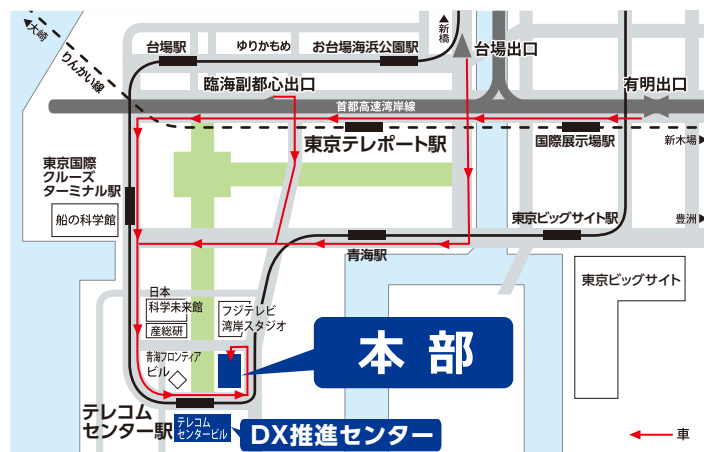 ▲新橋
◀大崎
りんかい線
台場駅
ゆりかもめ
お台場海浜公園駅
台場出口
臨海副都心出口
有明出口
首都高速湾岸線
東京テレポート駅
国際展示場駅
新木場▶
東京国際
クルーズ
ターミナル駅
船の科学館
東京ビッグサイト駅
豊洲▶
青海駅
東京ビッグサイト
日本
科学未来館
産総研
フジテレビ
湾岸スタジオ
青海フロンティア
ビル
本部
テレコム
センター駅
テレコム
センタービル
DX推進センター
車